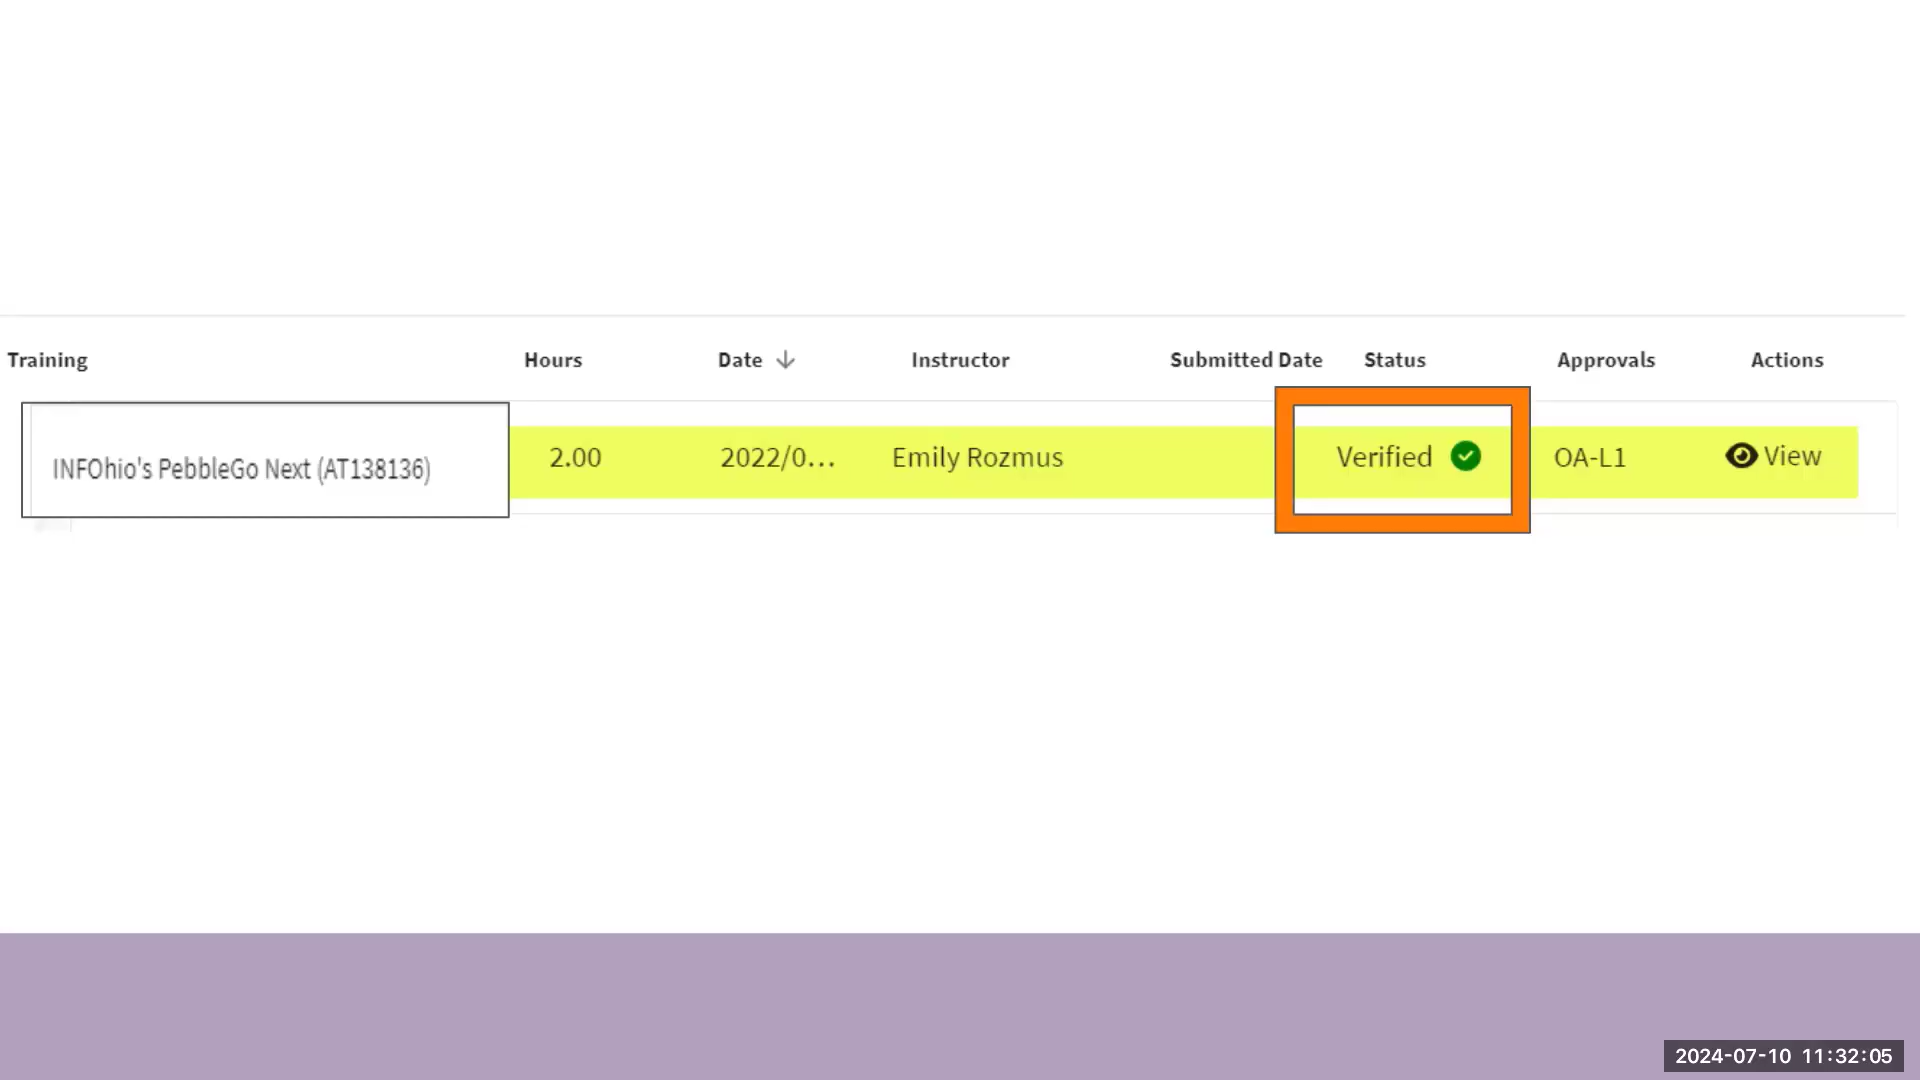 Training Hours Date Instructor Submitted Date Status Approvals Actions
INFOhio's PebbleGo Next (AT138136) 2.00 2022/0... Emily Rozmus Verified OA-L1 View
2024-07-10 11:32:05